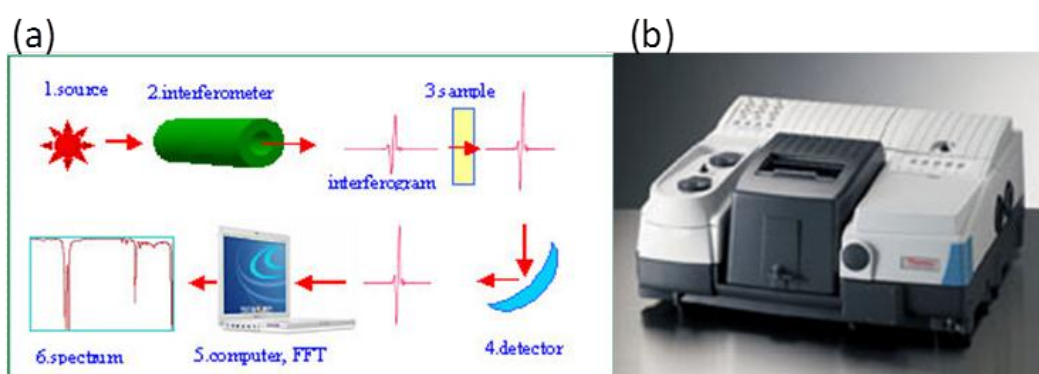 (a)
(b)
1.source
2.interferometer
3.sample
interferogram
4.detector
5.computer, FFT
6.spectrum